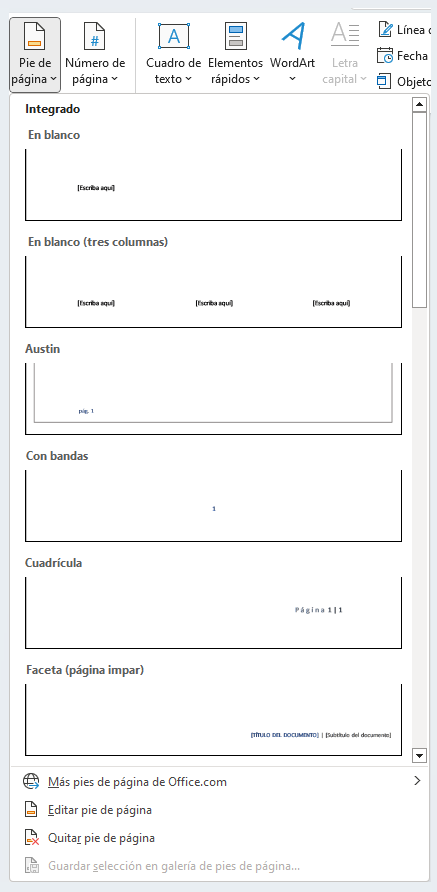 Pie de
página
Número de
página
Cuadro de
texto
Elementos
rápidos
WordArt
Letra
capital
Línea
Fecha
Objeto
Integrado
En blanco
[Escriba aquí]
En blanco (tres columnas)
[Escriba aquí] [Escriba aquí] [Escriba aquí]
Austin
pág. 1
Con bandas
1
Cuadrícula
Página 1 | 1
Faceta (página impar)
[TÍTULO DEL DOCUMENTO] | [Subtítulo del documento]
Más pies de página de Office.com
Editar pie de página
Quitar pie de página
Guardar selección en galería de pies de página...